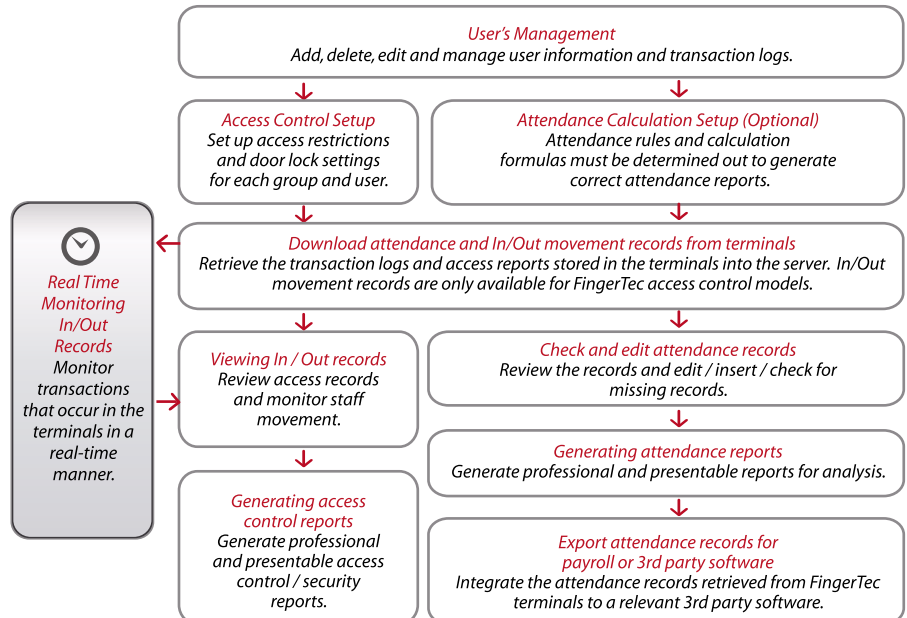 User's Management
Add, delete, edit and manage user information and transaction logs.
Access Control Setup
Set up access restrictions
and door lock settings
for each group and user.
Attendance Calculation Setup (Optional)
Attendance rules and calculation
formulas must be determined out to generate
correct attendance reports.
Download attendance and In/Out movement records from terminals
Retrieve the transaction logs and access reports stored in the terminals into the server. In/Out
movement records are only available for FingerTec access control models.
Real Time
Monitoring
In/Out
Records
Monitor
transactions
that occur in the
terminals in a
real-time
manner.
Viewing In / Out records
Review access records
and monitor staff
movement.
Check and edit attendance records
Review the records and edit / insert / check for
missing records.
Generating attendance reports
Generate professional and presentable reports for analysis.
Generating access
control reports
Generate professional
and presentable access
control / security
reports.
Export attendance records for
payroll or 3rd party software
Integrate the attendance records retrieved from FingerTec
terminals to a relevant 3rd party software.